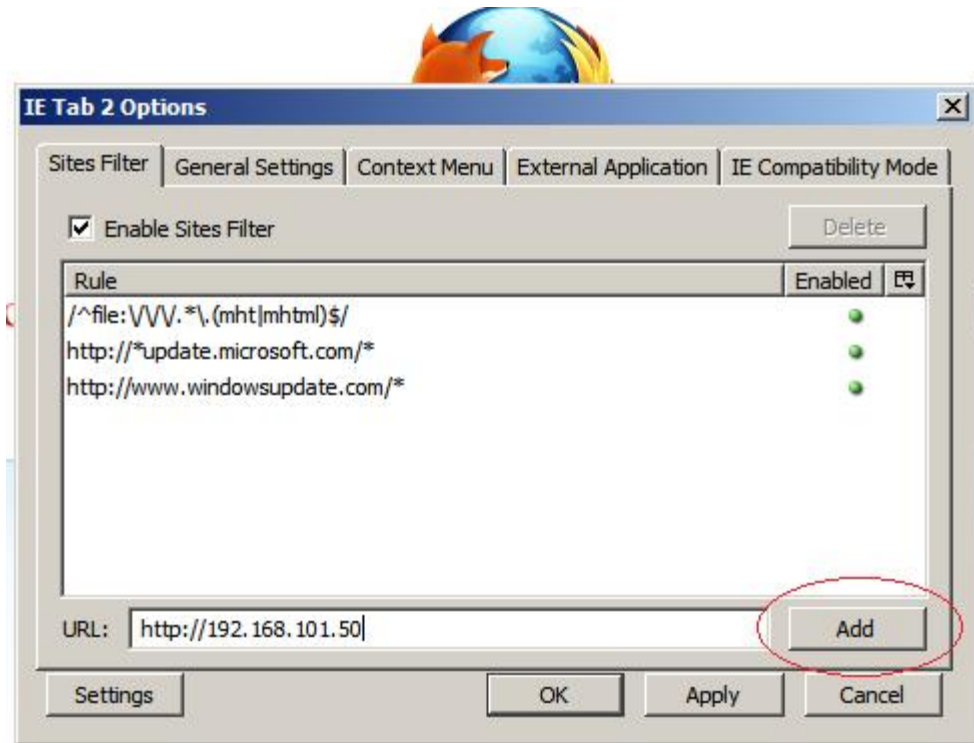 IE Tab 2 Options
Sites Filter General Settings Context Menu External Application IE Compatibility Mode
Enable Sites Filter Delete
Rule Enabled
/^file:\/\/\/.*\.(mht|mhtml)$/
http://*update.microsoft.com/*
http://www.windowsupdate.com/*
URL: http://192.168.101.50 Add
Settings OK Apply Cancel